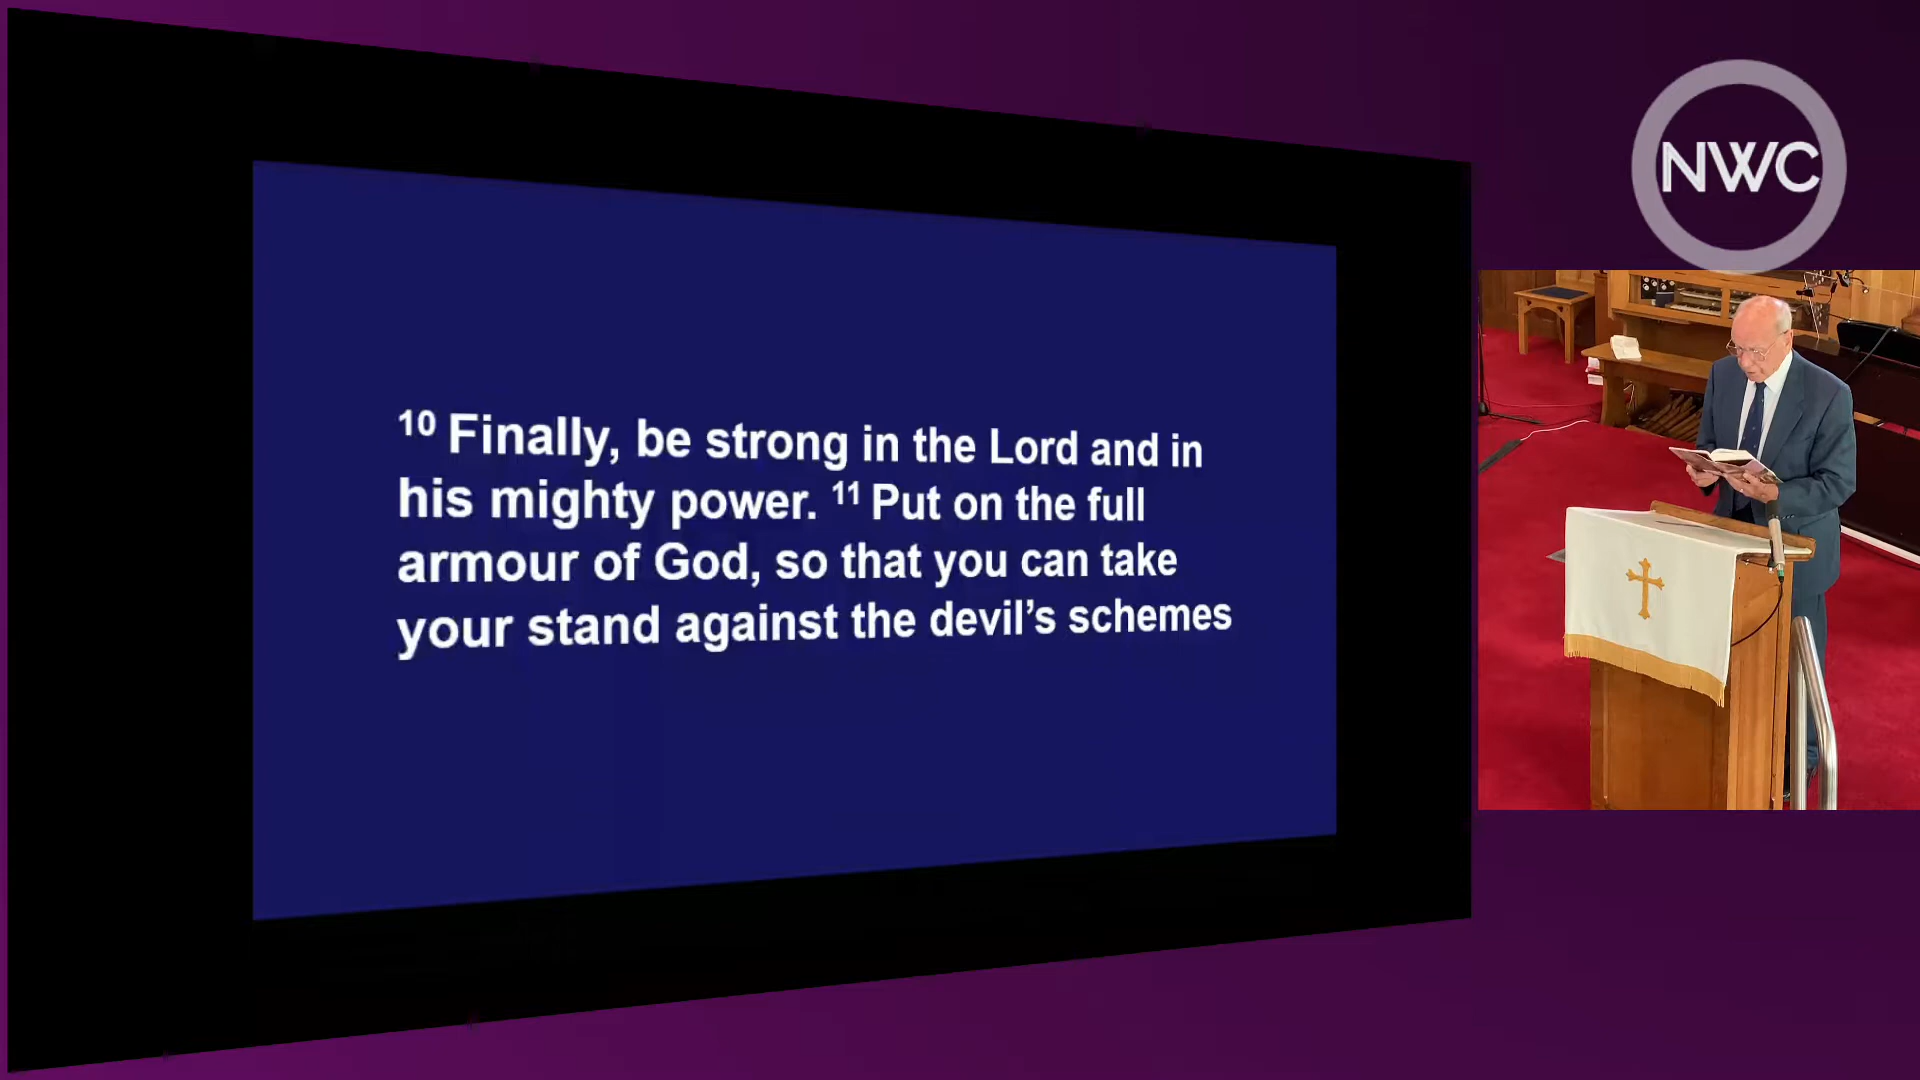 NWC
¹⁰ Finally, be strong in the Lord and in
his mighty power. ¹¹ Put on the full
armour of God, so that you can take
your stand against the devil’s schemes